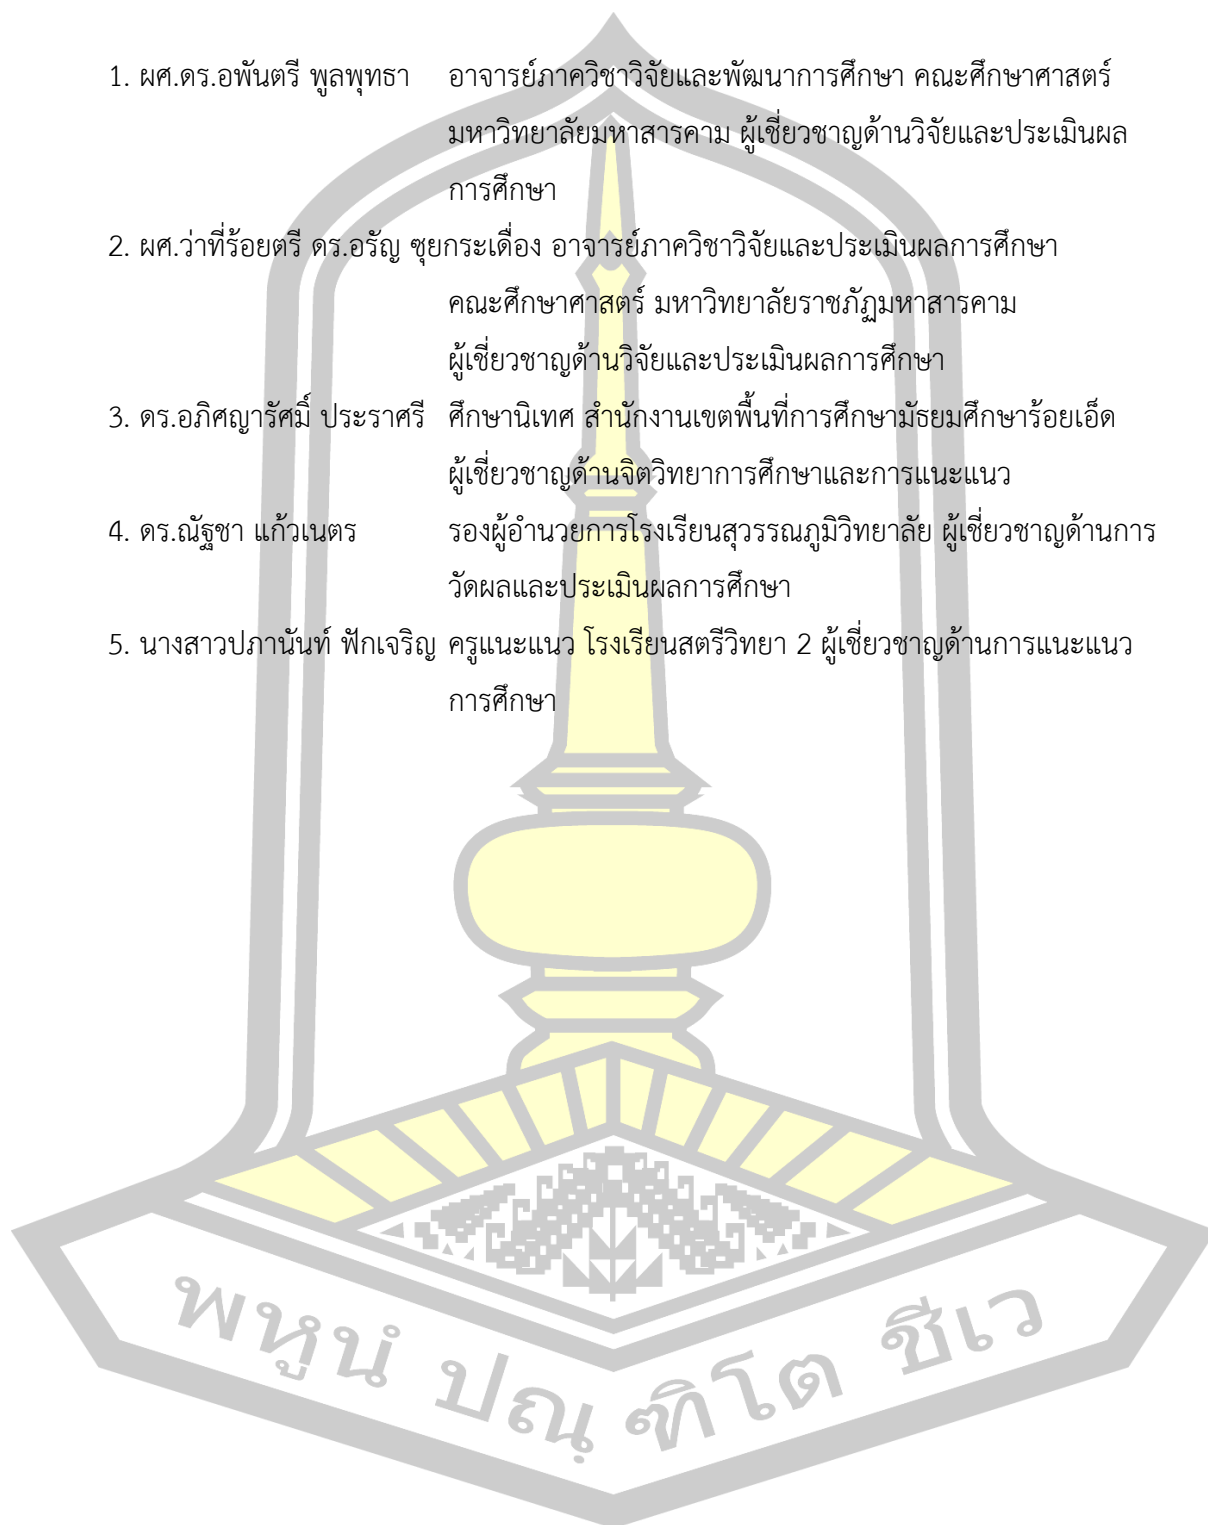 1. ผศ.ดร.อพันตรี พูลพุทธา อาจารย์ภาควิชาวิจัยและพัฒนาการศึกษา คณะศึกษาศาสตร์
มหาวิทยาลัยมหาสารคาม ผู้เชี่ยวชาญด้านวิจัยและประเมินผล
การศึกษา
2. ผศ.ว่าที่ร้อยตรี ดร.อรัญ ซุยกระเดื่อง อาจารย์ภาควิชาวิจัยและประเมินผลการศึกษา
คณะศึกษาศาสตร์ มหาวิทยาลัยราชภัฏมหาสารคาม
ผู้เชี่ยวชาญด้านวิจัยและประเมินผลการศึกษา
3. ดร.อภิศญารัศมิ์ ประราศรี ศึกษานิเทศ สำนักงานเขตพื้นที่การศึกษามัธยมศึกษาร้อยเอ็ด
ผู้เชี่ยวชาญด้านจิตวิทยาการศึกษาและการแนะแนว
4. ดร.ณัฐชา แก้วเนตร รองผู้อำนวยการโรงเรียนสุวรรณภูมิวิทยาลัย ผู้เชี่ยวชาญด้านการ
วัดผลและประเมินผลการศึกษา
5. นางสาวปภานันท์ ฟักเจริญ ครูแนะแนว โรงเรียนสตรีวิทยา 2 ผู้เชี่ยวชาญด้านการแนะแนว
การศึกษา
พหูนํ ปณฺ ฑิโต ชีเว